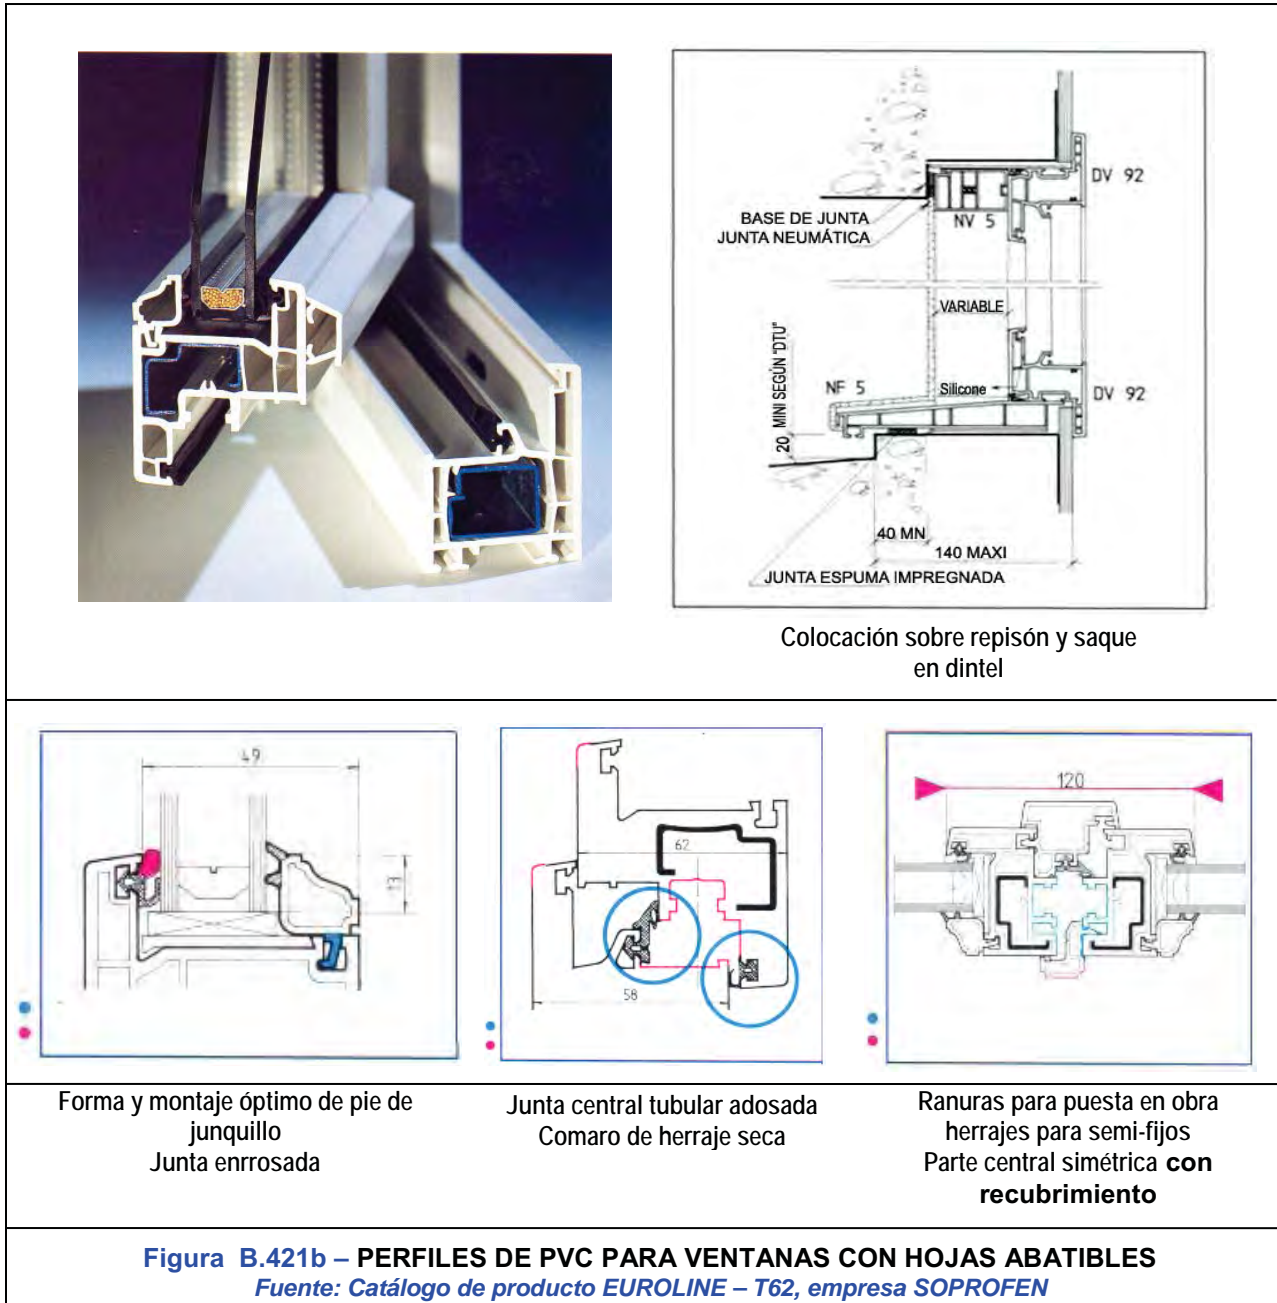 DV 92
BASE DE JUNTA
JUNTA NEUMÁTICA
NV 5
VARIABLE
20 MINI SEGÚN "DTU"
NF 5
Silicone
DV 92
40 MN
140 MAXI
JUNTA ESPUMA IMPREGNADA
Colocación sobre repisón y saque
en dintel
49
13
62
58
120
Forma y montaje óptimo de pie de
junquillo
Junta enrrosada
Junta central tubular adosada
Comaro de herraje seca
Ranuras para puesta en obra
herrajes para semi-fijos
Parte central simétrica con
recubrimiento
Figura B.421b – PERFILES DE PVC PARA VENTANAS CON HOJAS ABATIBLES
Fuente: Catálogo de producto EUROLINE – T62, empresa SOPROFEN